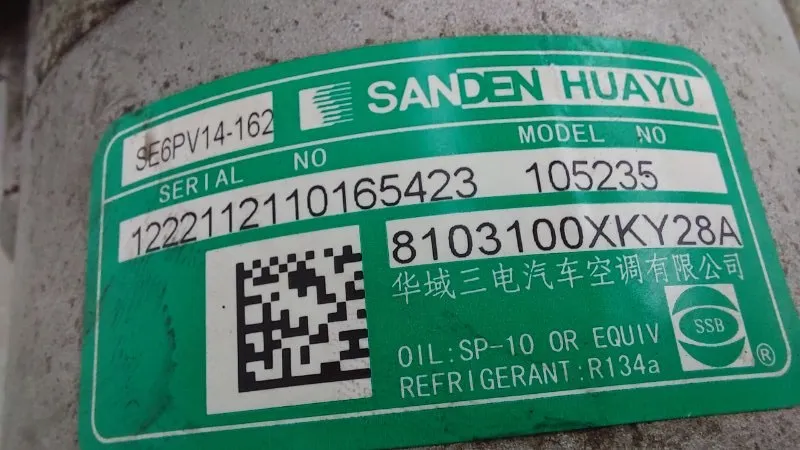 SE6PV14-162
SANDEN HUAYU
SERIAL NO
MODEL NO
1222112110165423
105235
8103100XKY28A
华域三电汽车空调有限公司
OIL:SP-10 OR EQUIV
REFRIGERANT:R134a
SSB
®